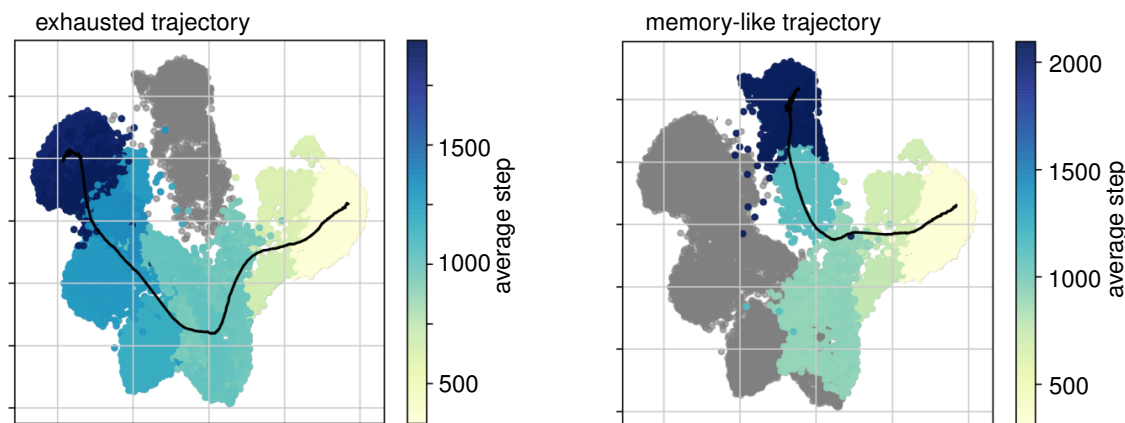 exhausted trajectory
1500
1000
500
average step
memory-like trajectory
2000
1500
1000
500
average step